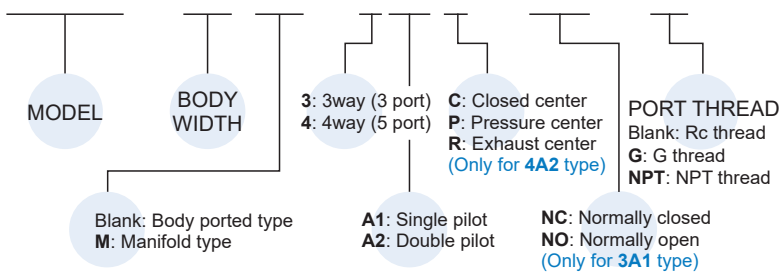 MODEL
BODY
WIDTH
3: 3way (3 port)
4: 4way (5 port)
C: Closed center
P: Pressure center
R: Exhaust center
(Only for 4A2 type)
PORT THREAD
Blank: Rc thread
G: G thread
NPT: NPT thread
Blank: Body ported type
M: Manifold type
A1: Single pilot
A2: Double pilot
NC: Normally closed
NO: Normally open
(Only for 3A1 type)